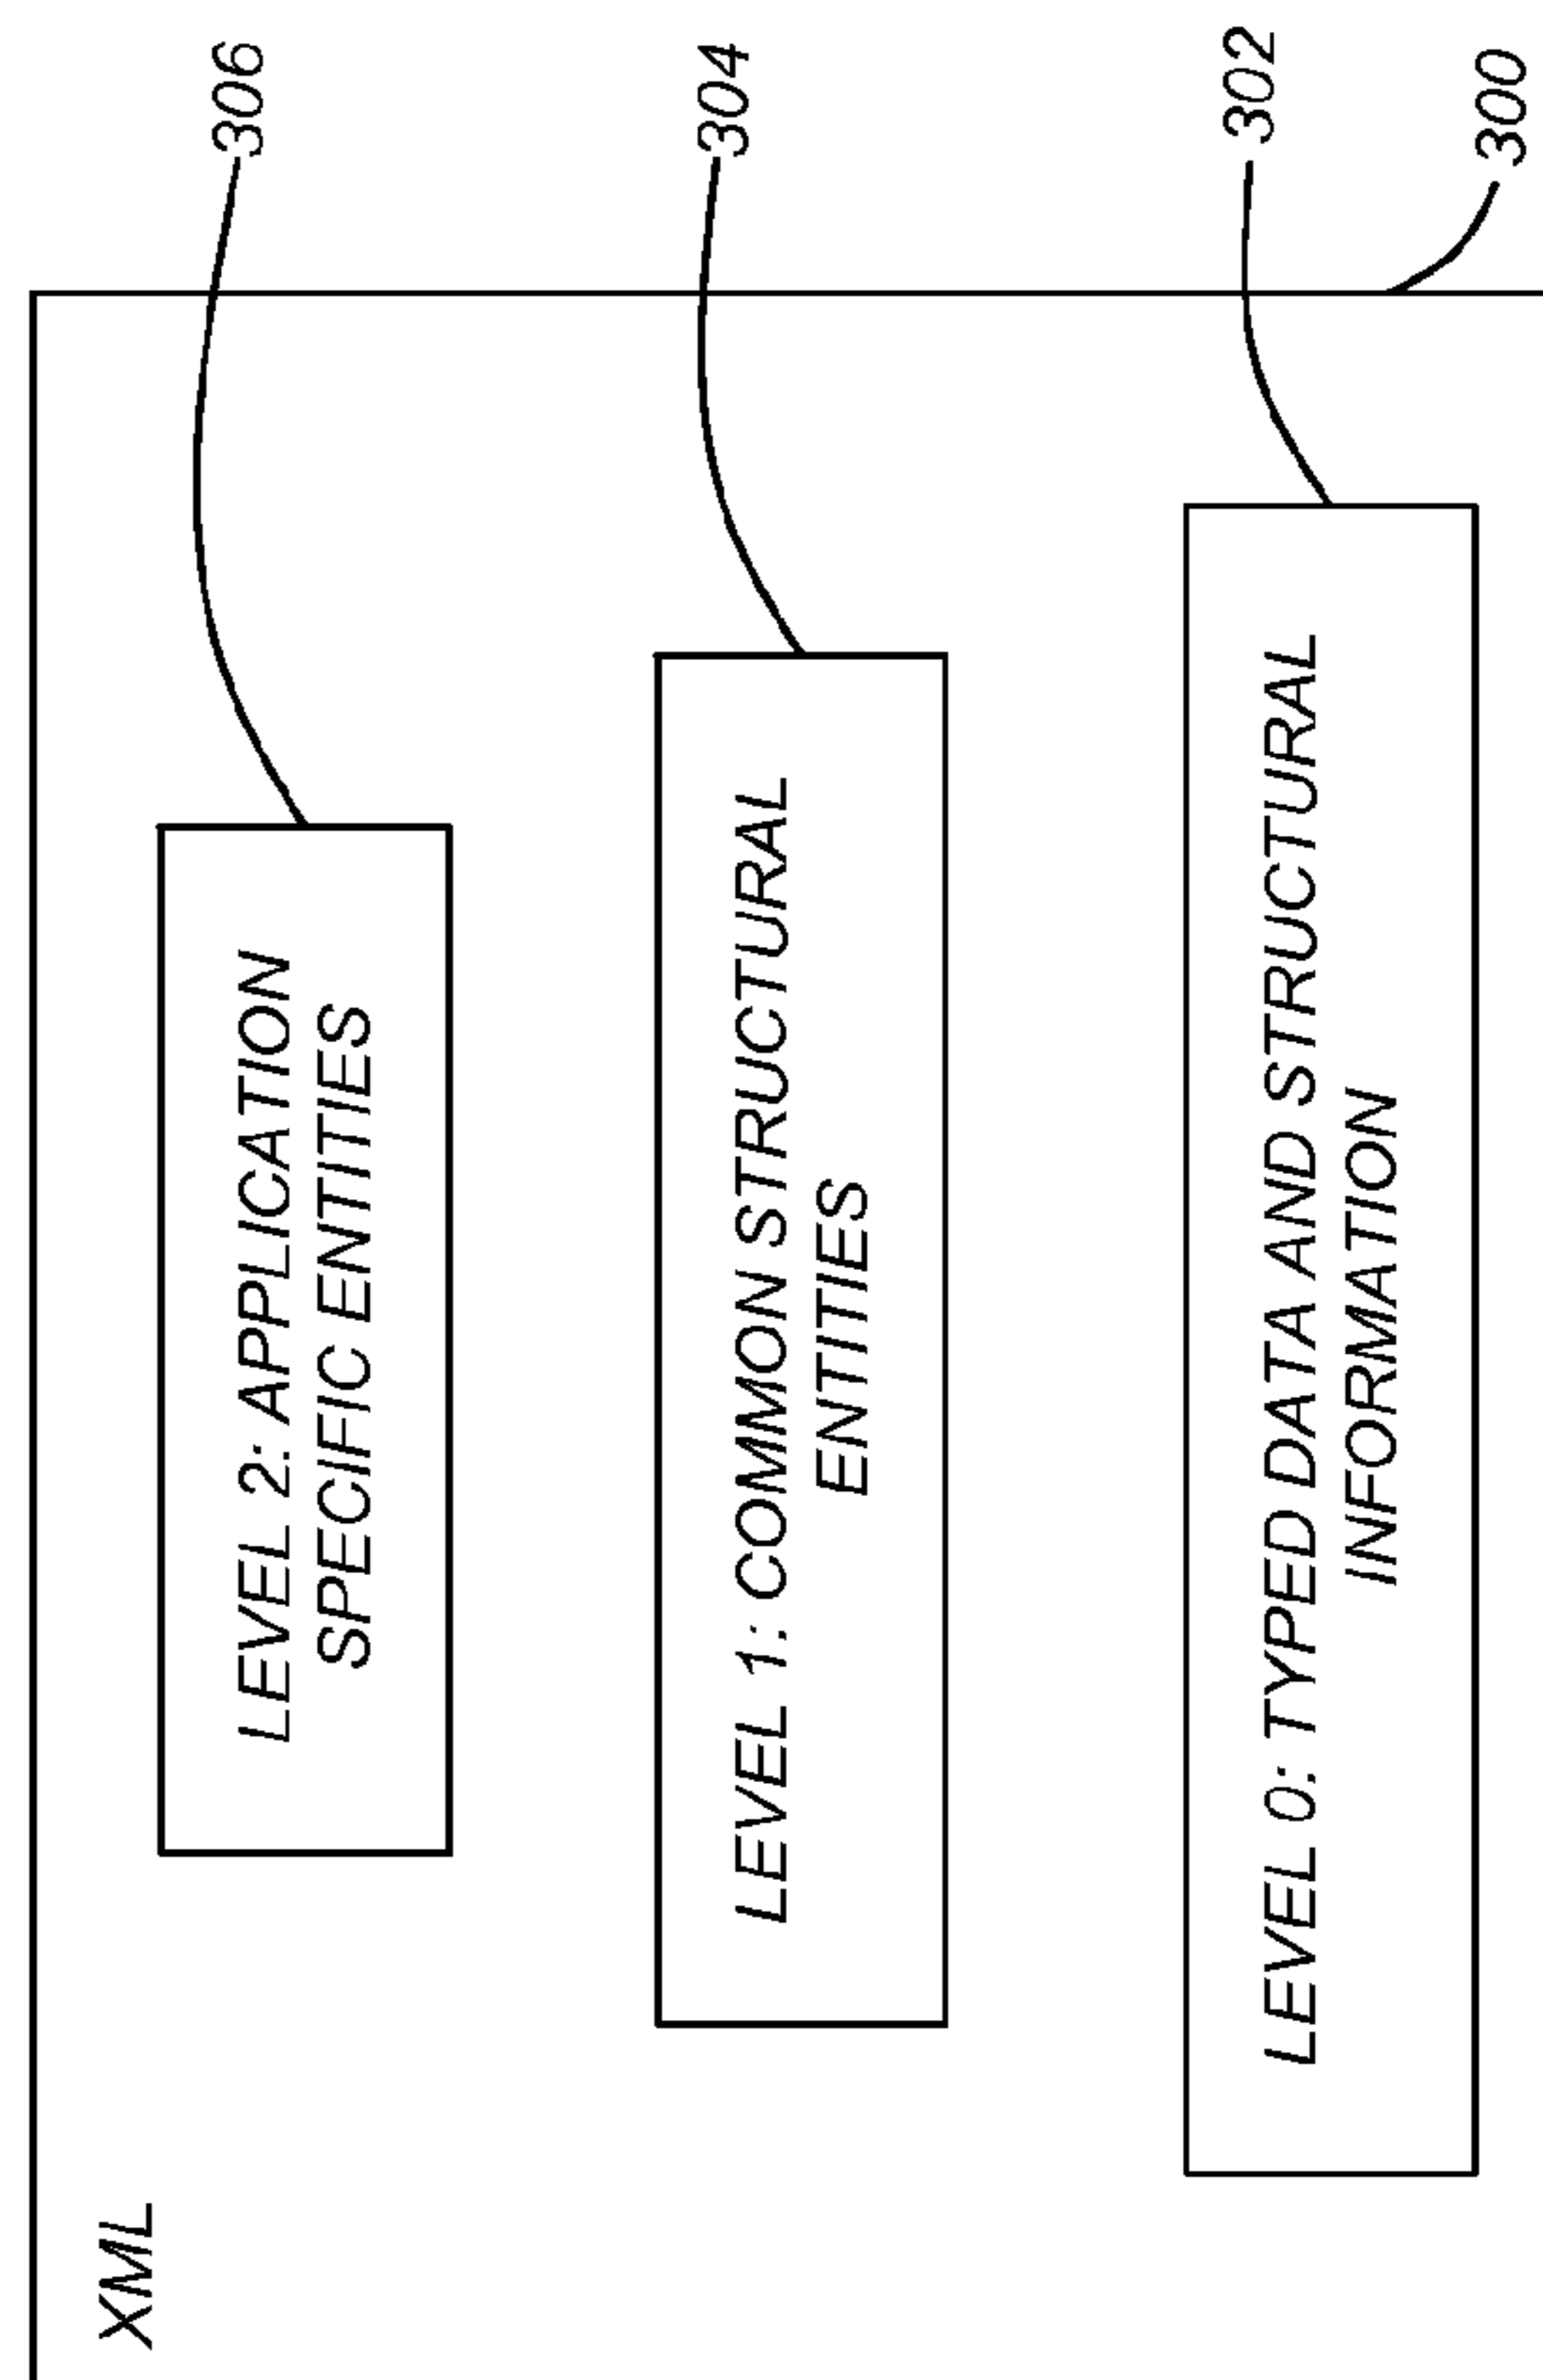 XML
LEVEL 2: APPLICATION
SPECIFIC ENTITIES
306
LEVEL 1: COMMON STRUCTURAL
ENTITIES
304
LEVEL 0: TYPED DATA AND STRUCTURAL
INFORMATION
302
300